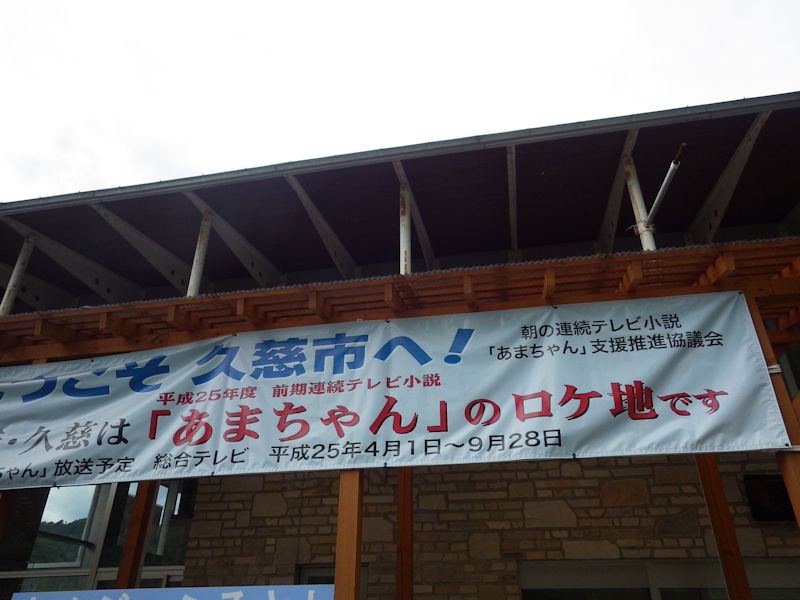 ようこそ 久慈市へ!
朝の連続テレビ小説
「あまちゃん」支援推進協議会
平成25年度 前期連続テレビ小説
・久慈は「あまちゃん」のロケ地です
ちゃん」放送予定 総合テレビ 平成25年4月1日〜9月28日